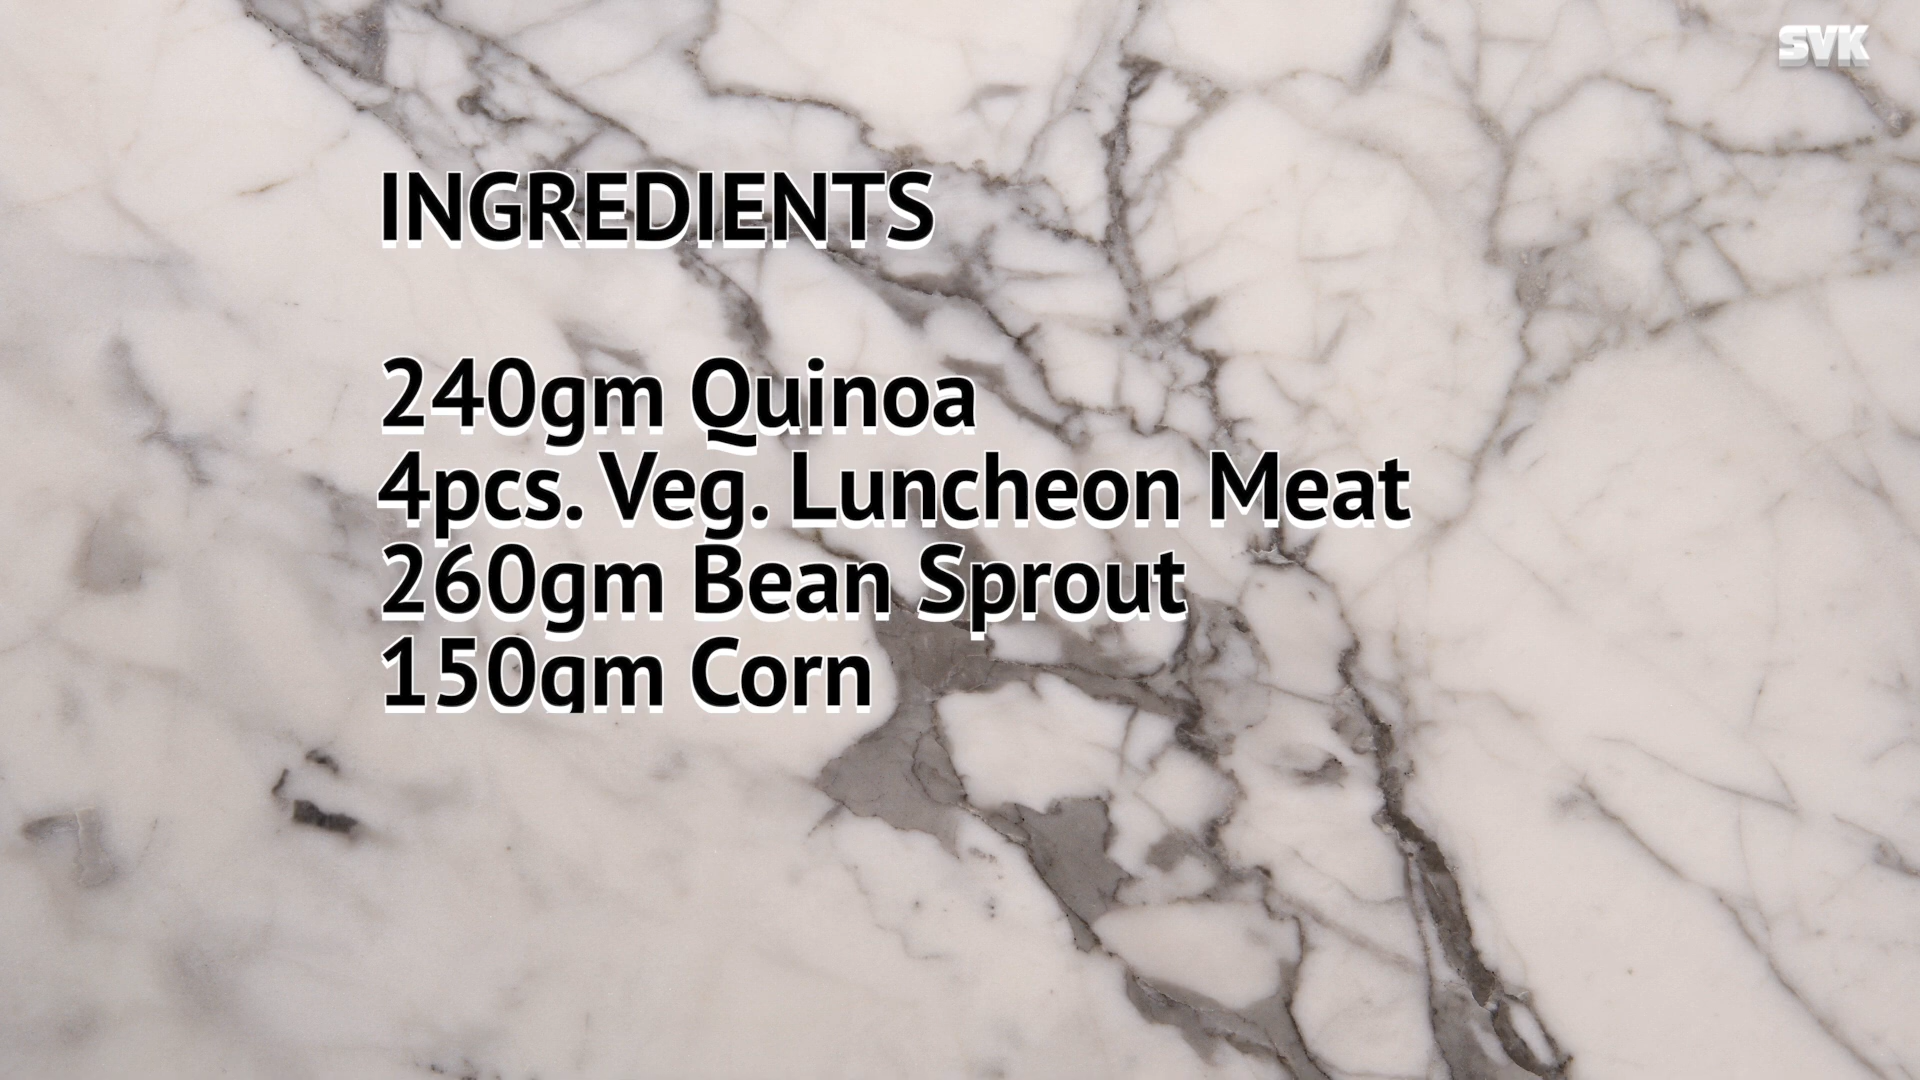 SVK
INGREDIENTS
240gm Quinoa
4pcs. Veg. Luncheon Meat
260gm Bean Sprout
150gm Corn